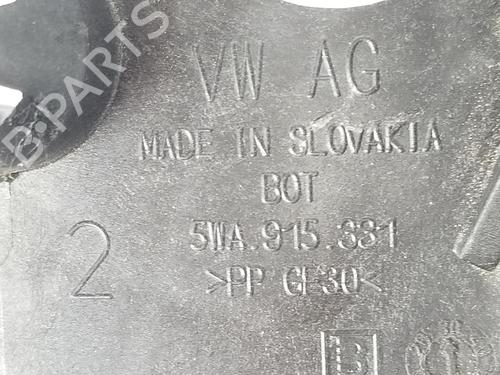 B-PARTS
VW AG
MADE IN SLOVAKIA
BOT
5WA.915.331
2
>PP GF30<